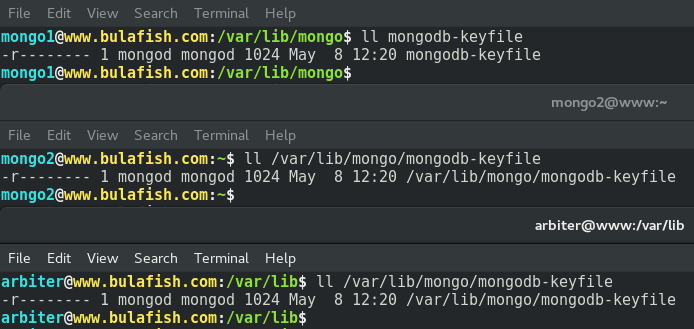 File Edit View Search Terminal Help
mongo1@www.bulafish.com:/var/lib/mongo$ ll mongodb-keyfile
-r-------- 1 mongod mongod 1024 May  8 12:20 mongodb-keyfile
mongo1@www.bulafish.com:/var/lib/mongo$
mongo2@www:~
File Edit View Search Terminal Help
mongo2@www.bulafish.com:~$ ll /var/lib/mongo/mongodb-keyfile
-r-------- 1 mongod mongod 1024 May  8 12:20 /var/lib/mongo/mongodb-keyfile
mongo2@www.bulafish.com:~$
arbiter@www:/var/lib
File Edit View Search Terminal Help
arbiter@www.bulafish.com:/var/lib$ ll /var/lib/mongo/mongodb-keyfile
-r-------- 1 mongod mongod 1024 May  8 12:20 /var/lib/mongo/mongodb-keyfile
arbiter@www.bulafish.com:/var/lib$